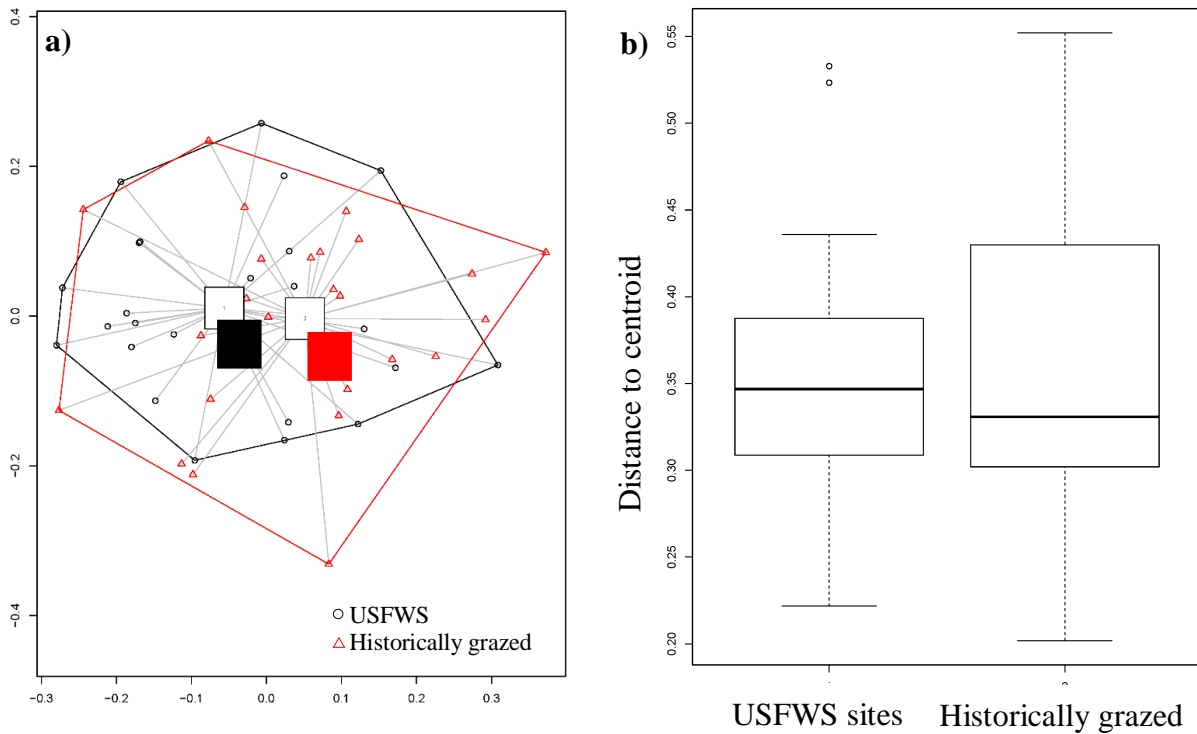 a)
0.4
0.2
0.0
−0.2
−0.4
1
2
USFWS
Historically grazed
−0.3 −0.2 −0.1 0.0 0.1 0.2 0.3
b)
0.55
0.50
0.45
0.40
0.35
0.30
0.25
0.20
Distance to centroid
USFWS sites Historically grazed